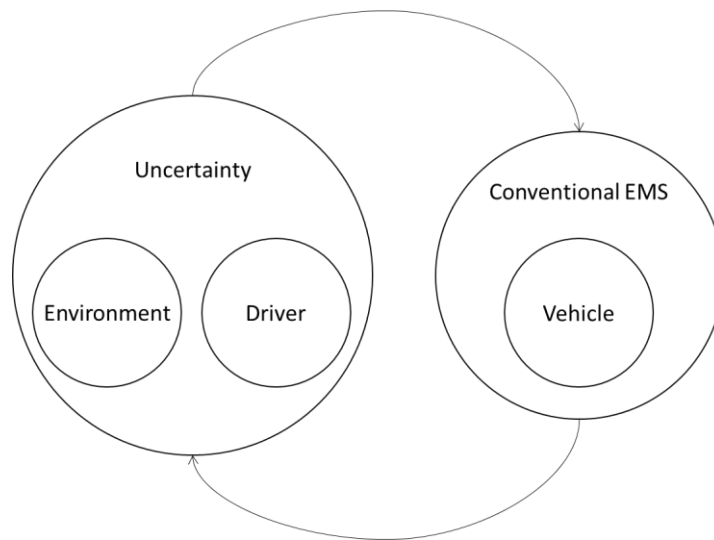 Uncertainty
Conventional EMS
Environment
Driver
Vehicle